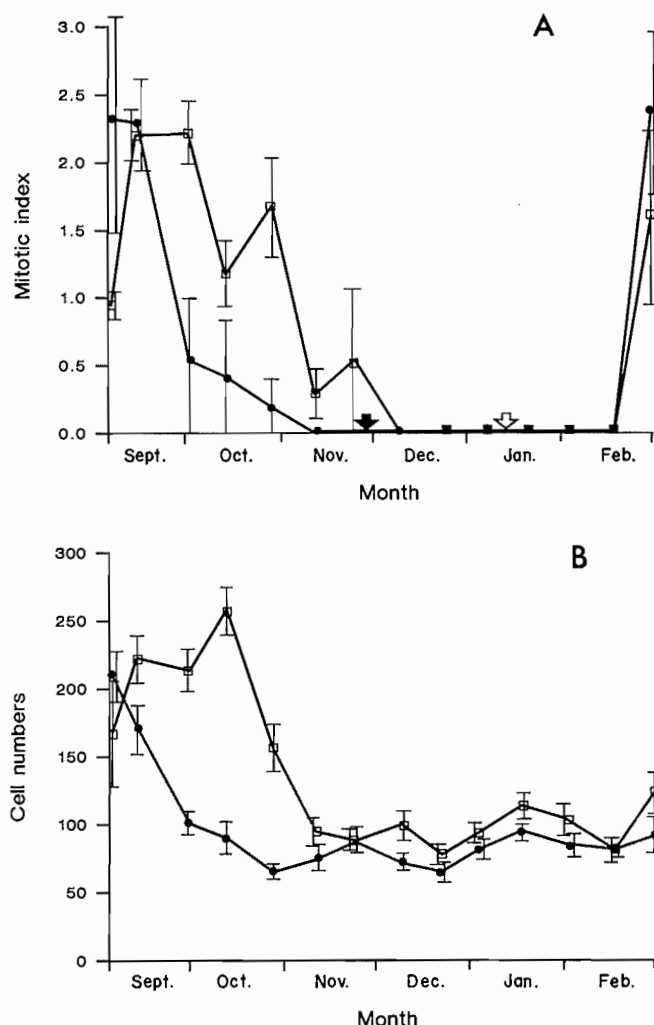 A
3.0
2.5
2.0
1.5
1.0
0.5
0.0
Mitotic index
Sept. Oct. Nov. Dec. Jan. Feb.
Month
B
300
250
200
150
100
50
0
Cell numbers
Sept. Oct. Nov. Dec. Jan. Feb.
Month